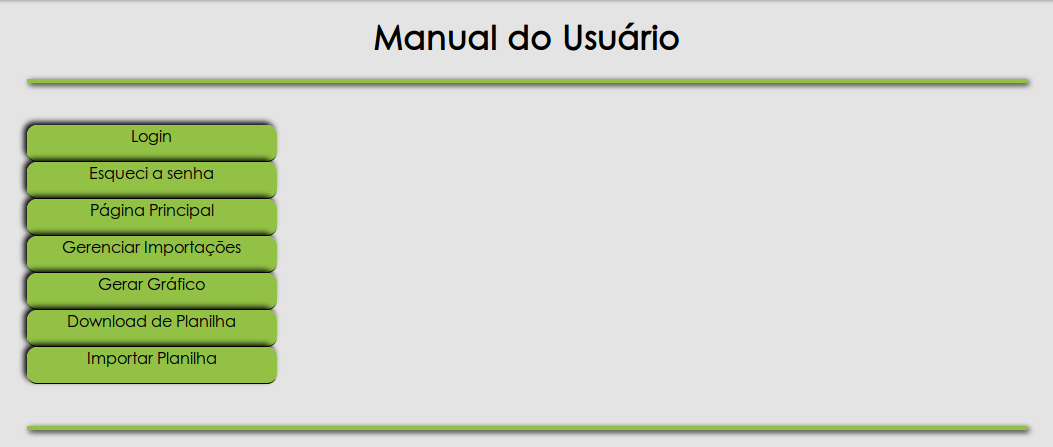 Manual do Usuário
Login
Esqueci a senha
Página Principal
Gerenciar Importações
Gerar Gráfico
Download de Planilha
Importar Planilha